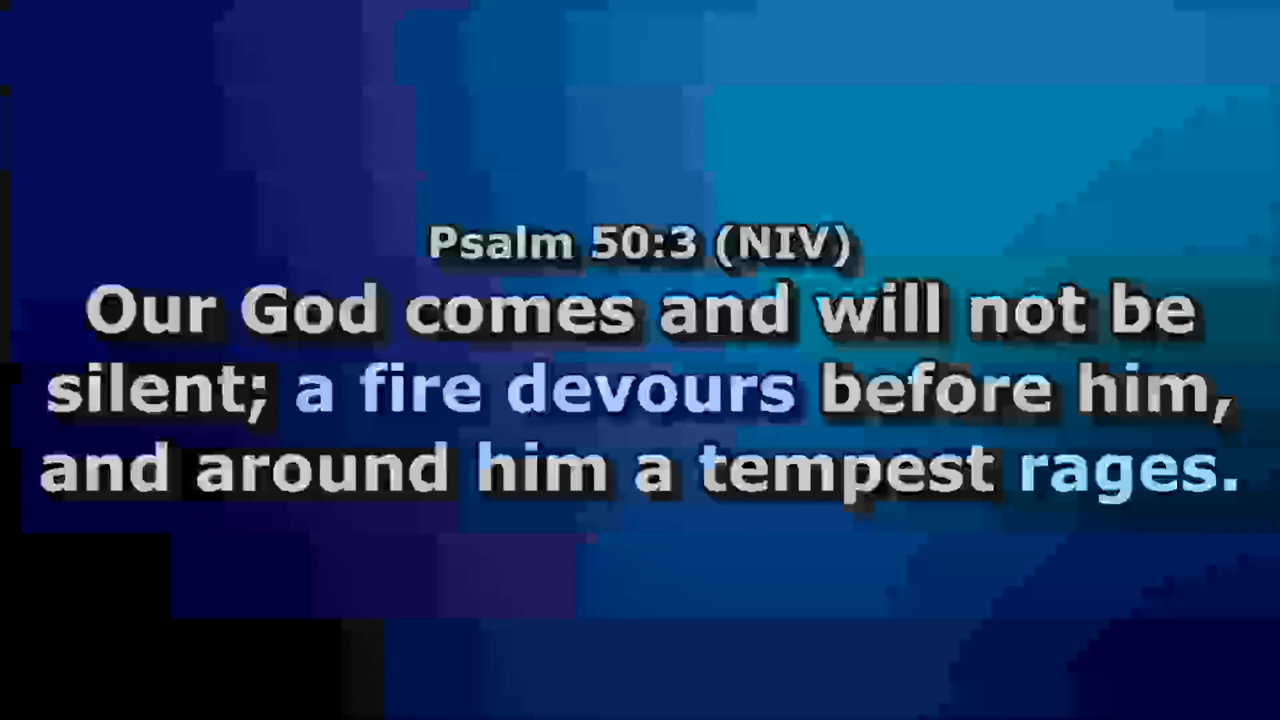 Psalm 50:3 (NIV)
Our God comes and will not be
silent; a fire devours before him,
and around him a tempest rages.